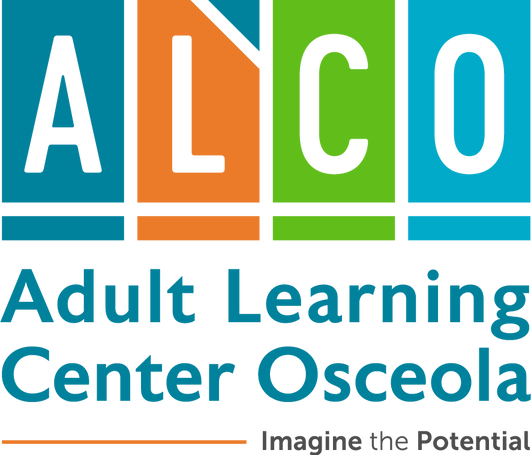 ALCO
Adult Learning
Center Osceola
Imagine the Potential